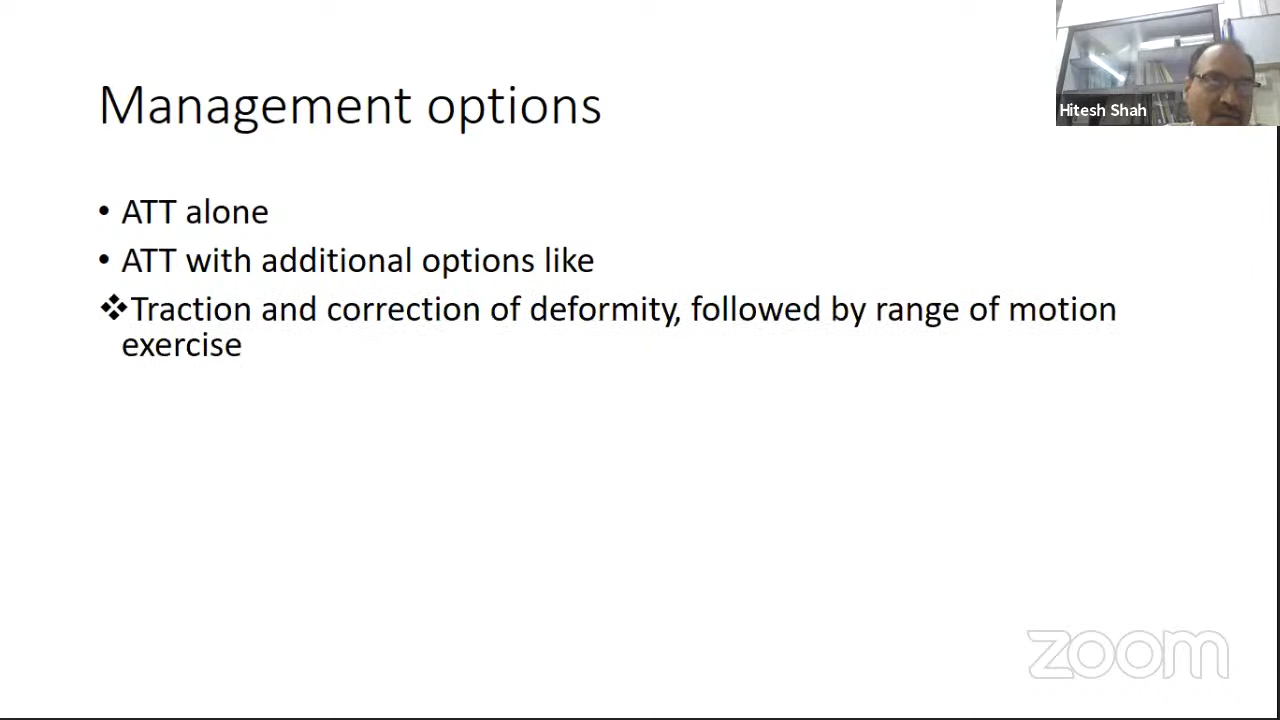 Management options
Hitesh Shah
• ATT alone
• ATT with additional options like
❖Traction and correction of deformity, followed by range of motion
exercise
zoom